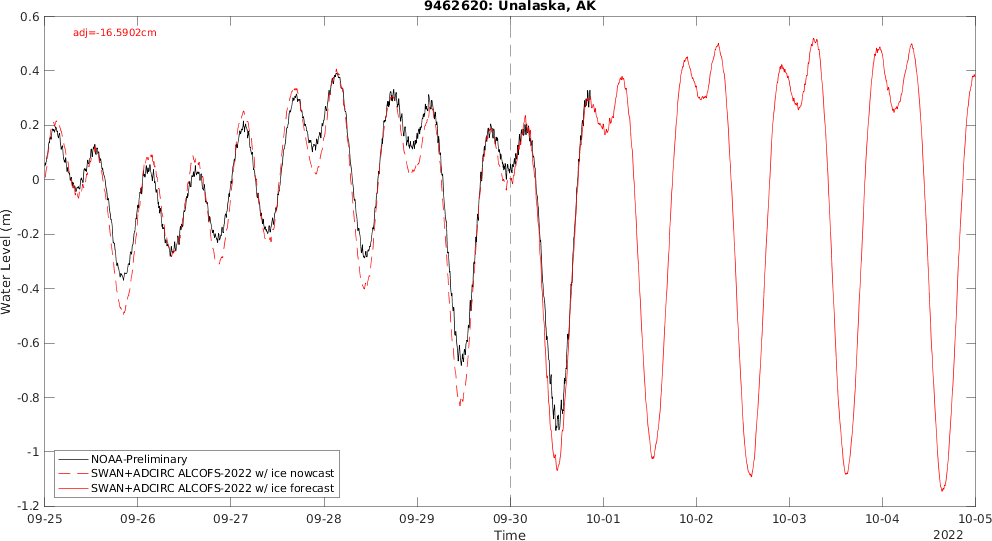 9462620: Unalaska, AK
adj=-16.5902cm
0.6
0.4
0.2
0
-0.2
-0.4
-0.6
-0.8
-1
-1.2
Water Level (m)
NOAA-Preliminary
SWAN+ADCIRC ALCOFS-2022 w/ ice nowcast
SWAN+ADCIRC ALCOFS-2022 w/ ice forecast
09-25 09-26 09-27 09-28 09-29 09-30 10-01 10-02 10-03 10-04 10-05
Time
2022